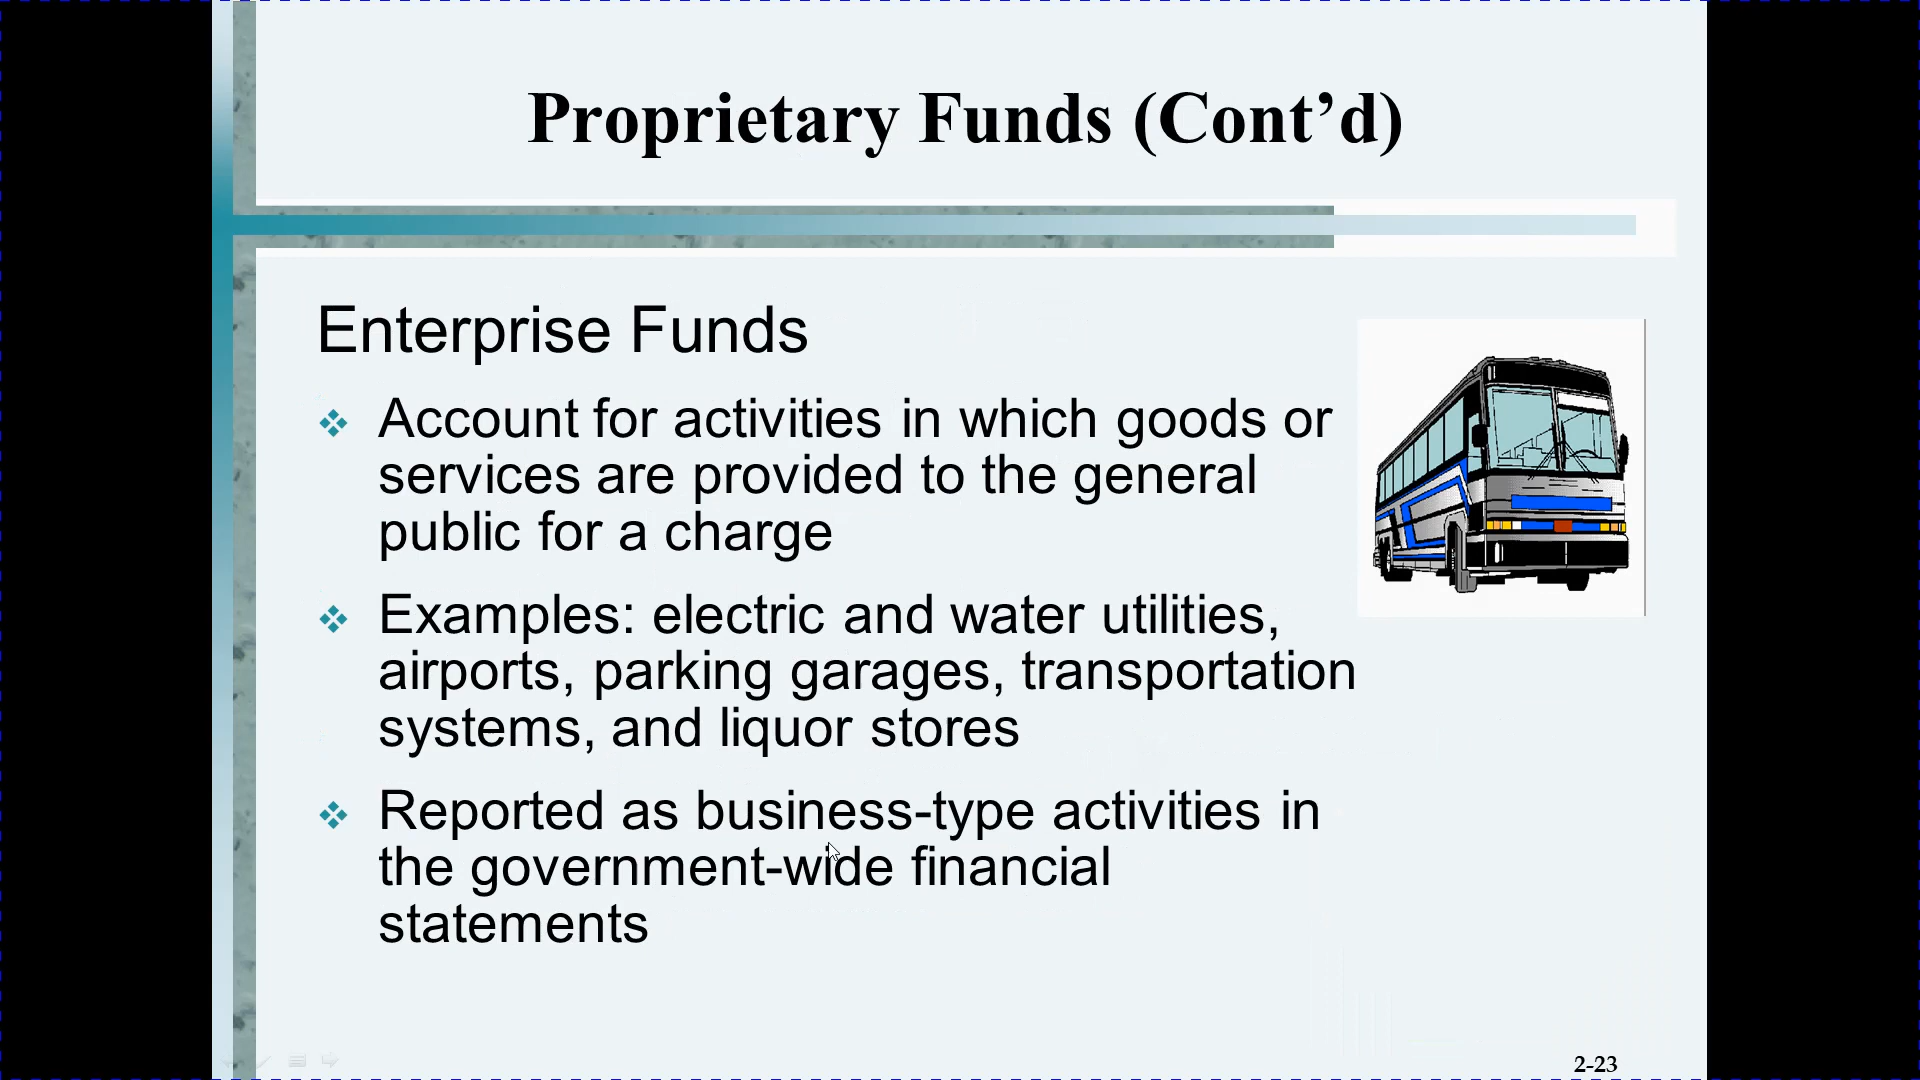 Proprietary Funds (Cont’d)
Enterprise Funds
Account for activities in which goods or
services are provided to the general
public for a charge
Examples: electric and water utilities,
airports, parking garages, transportation
systems, and liquor stores
Reported as business-type activities in
the government-wide financial
statements
2-23